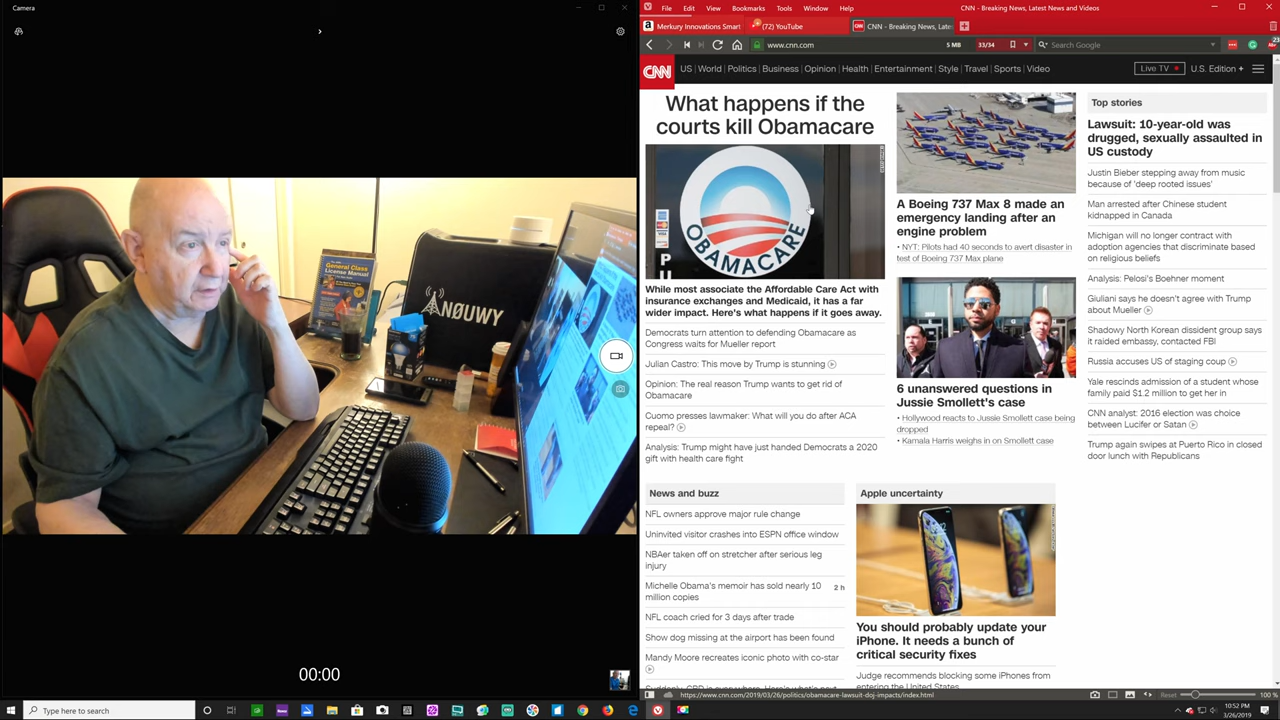 Camera
File Edit View Bookmarks Tools Window Help
CNN - Breaking News, Latest News and Videos
Merkury Innovations Smart
(72) YouTube
CNN - Breaking News, Late
www.cnn.com
5 MB
33/34
Search Google
23
CNN
US World Politics Business Opinion Health Entertainment Style Travel Sports Video
Live TV
U.S. Edition +
What happens if the
courts kill Obamacare
OBAMACARE
While most associate the Affordable Care Act with
insurance exchanges and Medicaid, it has a far
wider impact. Here's what happens if it goes away.
Democrats turn attention to defending Obamacare as
Congress waits for Mueller report
Julian Castro: This move by Trump is stunning
Opinion: The real reason Trump wants to get rid of
Obamacare
Cuomo presses lawmaker: What will you do after ACA
repeal?
Analysis: Trump might have just handed Democrats a 2020
gift with health care fight
A Boeing 737 Max 8 made an
emergency landing after an
engine problem
• NYT: Pilots had 40 seconds to avert disaster in
test of Boeing 737 Max plane
6 unanswered questions in
Jussie Smollett's case
• Hollywood reacts to Jussie Smollett case being
dropped
• Kamala Harris weighs in on Smollett case
Top stories
Lawsuit: 10-year-old was
drugged, sexually assaulted in
US custody
Justin Bieber stepping away from music
because of 'deep rooted issues'
Man arrested after Chinese student
kidnapped in Canada
Michigan will no longer contract with
adoption agencies that discriminate based
on religious beliefs
Analysis: Pelosi's Boehner moment
Giuliani says he doesn't agree with Trump
about Mueller
Shadowy North Korean dissident group says
it raided embassy, contacted FBI
Russia accuses US of staging coup
Yale rescinds admission of a student whose
family paid $1.2 million to get her in
CNN analyst: 2016 election was choice
between Lucifer or Satan
Trump again swipes at Puerto Rico in closed
door lunch with Republicans
News and buzz
NFL owners approve major rule change
Uninvited visitor crashes into ESPN office window
NBAer taken off on stretcher after serious leg
injury
Michelle Obama's memoir has sold nearly 10
million copies
2 h
NFL coach cried for 3 days after trade
Show dog missing at the airport has been found
Mandy Moore recreates iconic photo with co-star
Apple uncertainty
You should probably update your
iPhone. It needs a bunch of
critical security fixes
Judge recommends blocking some iPhones from
entering the United States
General Class
License Manual
ANØUWY
00:00
https://www.cnn.com/2019/03/26/politics/obamacare-lawsuit-doj-impacts/index.html
Reset
100 %
Type here to search
10:52 PM
3/26/2019